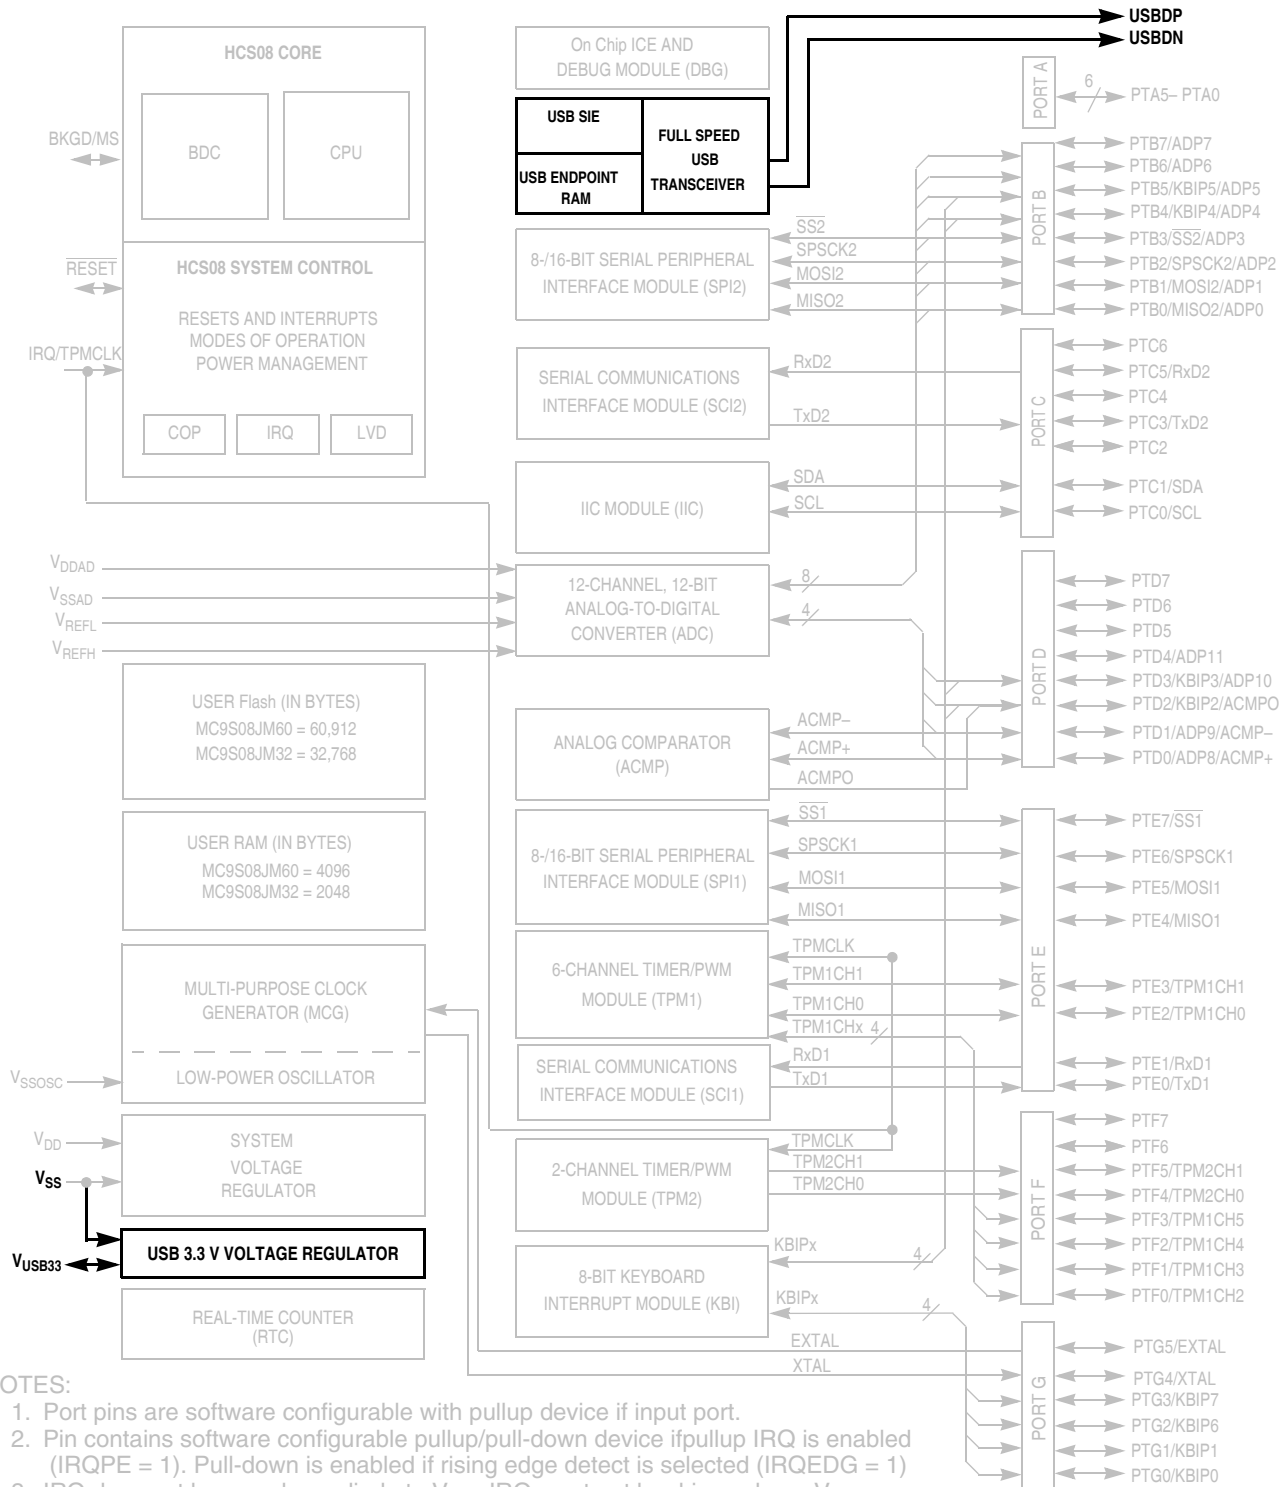 USBDP
USBDN
HCS08 CORE
BDC
CPU
BKGD/MS
HCS08 SYSTEM CONTROL
RESET
RESETS AND INTERRUPTS
MODES OF OPERATION
POWER MANAGEMENT
IRQ/TPMCLK
COP
IRQ
LVD
VDDAD
VSSAD
VREFL
VREFH
USER Flash (IN BYTES)
MC9S08JM60 = 60,912
MC9S08JM32 = 32,768
USER RAM (IN BYTES)
MC9S08JM60 = 4096
MC9S08JM32 = 2048
MULTI-PURPOSE CLOCK
GENERATOR (MCG)
LOW-POWER OSCILLATOR
VSSOSC
VDD
SYSTEM
VOLTAGE
REGULATOR
VSS
USB 3.3 V VOLTAGE REGULATOR
VUSB33
REAL-TIME COUNTER
(RTC)
On Chip ICE AND
DEBUG MODULE (DBG)
USB SIE
USB ENDPOINT
RAM
FULL SPEED
USB
TRANSCEIVER
8-/16-BIT SERIAL PERIPHERAL
INTERFACE MODULE (SPI2)
SS2
SPSCK2
MOSI2
MISO2
SERIAL COMMUNICATIONS
INTERFACE MODULE (SCI2)
RxD2
TxD2
IIC MODULE (IIC)
SDA
SCL
12-CHANNEL, 12-BIT
ANALOG-TO-DIGITAL
CONVERTER (ADC)
8
4
ANALOG COMPARATOR
(ACMP)
ACMP–
ACMP+
ACMPO
8-/16-BIT SERIAL PERIPHERAL
INTERFACE MODULE (SPI1)
SS1
SPSCK1
MOSI1
MISO1
6-CHANNEL TIMER/PWM
MODULE (TPM1)
TPMCLK
TPM1CH1
TPM1CH0
TPM1CHx 4
SERIAL COMMUNICATIONS
INTERFACE MODULE (SCI1)
RxD1
TxD1
2-CHANNEL TIMER/PWM
MODULE (TPM2)
TPMCLK
TPM2CH1
TPM2CH0
8-BIT KEYBOARD
INTERRUPT MODULE (KBI)
KBIPx
4
KBIPx
4
EXTAL
XTAL
PORT A
6
PTA5– PTA0
PORT B
PTB7/ADP7
PTB6/ADP6
PTB5/KBIP5/ADP5
PTB4/KBIP4/ADP4
PTB3/SS2/ADP3
PTB2/SPSCK2/ADP2
PTB1/MOSI2/ADP1
PTB0/MISO2/ADP0
PORT C
PTC6
PTC5/RxD2
PTC4
PTC3/TxD2
PTC2
PTC1/SDA
PTC0/SCL
PORT D
PTD7
PTD6
PTD5
PTD4/ADP11
PTD3/KBIP3/ADP10
PTD2/KBIP2/ACMPO
PTD1/ADP9/ACMP–
PTD0/ADP8/ACMP+
PORT E
PTE7/SS1
PTE6/SPSCK1
PTE5/MOSI1
PTE4/MISO1
PTE3/TPM1CH1
PTE2/TPM1CH0
PTE1/RxD1
PTE0/TxD1
PORT F
PTF7
PTF6
PTF5/TPM2CH1
PTF4/TPM2CH0
PTF3/TPM1CH5
PTF2/TPM1CH4
PTF1/TPM1CH3
PTF0/TPM1CH2
PORT G
PTG5/EXTAL
PTG4/XTAL
PTG3/KBIP7
PTG2/KBIP6
PTG1/KBIP1
PTG0/KBIP0
OTES:
1. Port pins are software configurable with pullup device if input port.
2. Pin contains software configurable pullup/pull-down device ifpullup IRQ is enabled
(IRQPE = 1). Pull-down is enabled if rising edge detect is selected (IRQEDG = 1)